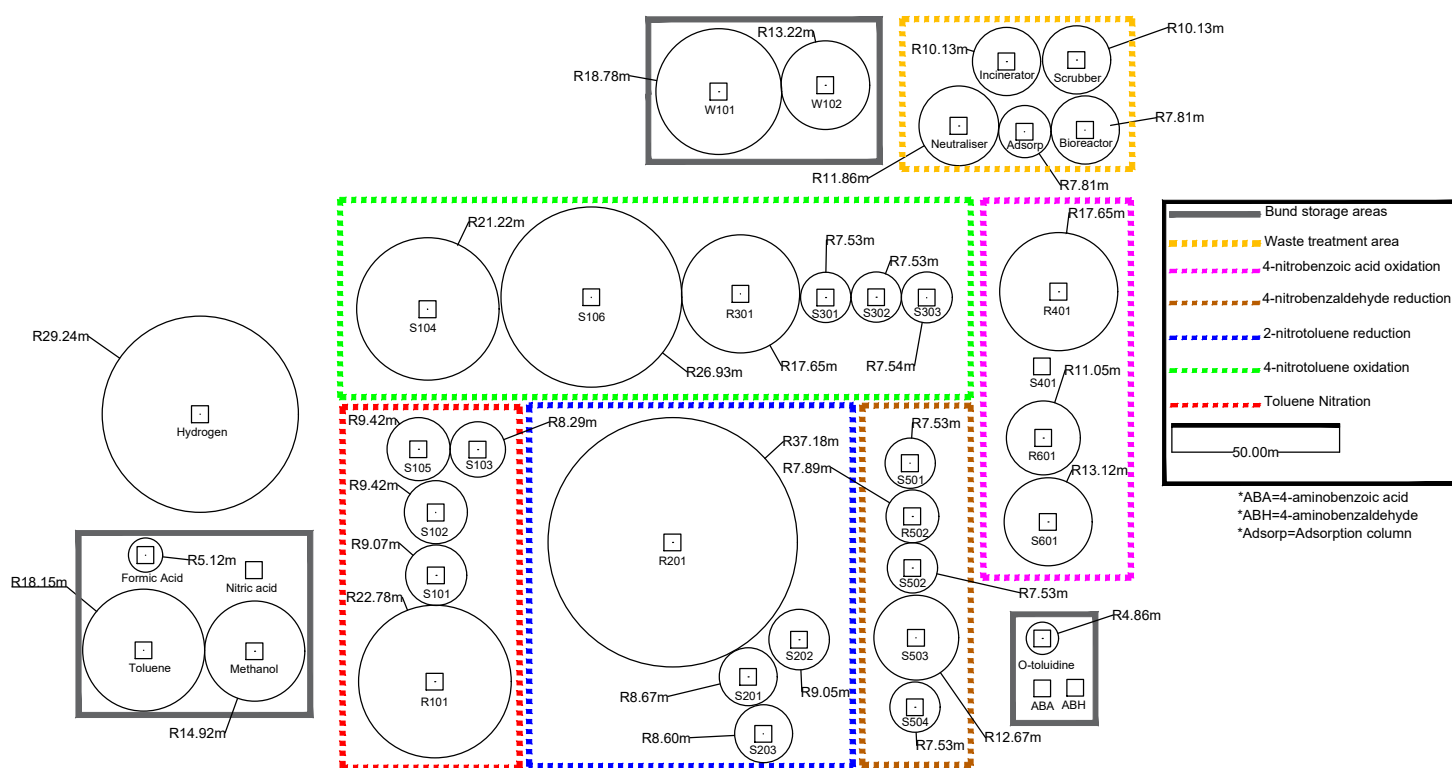 R13.22m
R18.78m
W101
W102
R10.13m
R10.13m
Incinerator
Scrubber
R7.81m
Neutraliser
Adsorp
Bioreactor
R11.86m
R7.81m
R21.22m
R7.53m
R7.53m
S104
S106
R301
S301
S302
S303
R26.93m
R17.65m
R7.54m
R17.65m
R401
S401
R11.05m
R601
R13.12m
S601
Bund storage areas
Waste treatment area
4-nitrobenzoic acid oxidation
4-nitrobenzaldehyde reduction
2-nitrotoluene reduction
4-nitrotoluene oxidation
Toluene Nitration
50.00m
*ABA=4-aminobenzoic acid
*ABH=4-aminobenzaldehyde
*Adsorp=Adsorption column
R29.24m
Hydrogen
R9.42m
R8.29m
S105
S103
R9.42m
S102
R9.07m
S101
R22.78m
R101
R37.18m
R201
R7.89m
R7.53m
S501
R502
S502
R7.53m
S503
S504
R12.67m
R7.53m
S202
S201
R8.67m
R9.05m
R8.60m
S203
R5.12m
Formic Acid
Nitric acid
R18.15m
Toluene
Methanol
R14.92m
R4.86m
O-toluidine
ABA
ABH